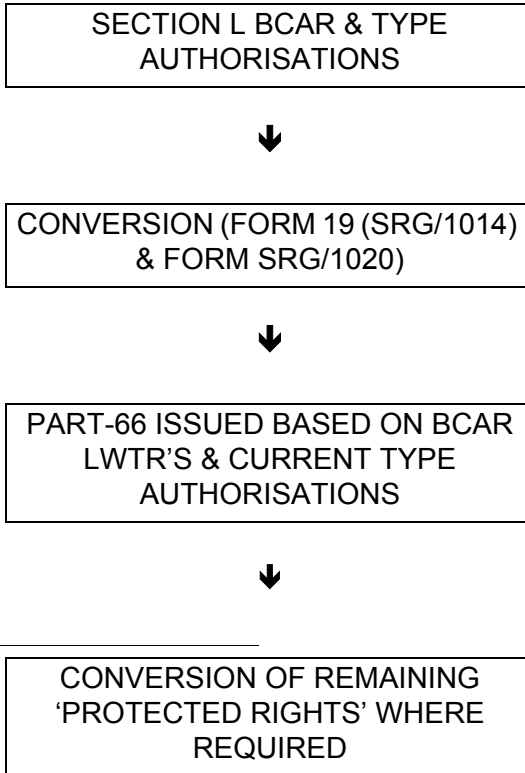 SECTION L BCAR & TYPE
AUTHORISATIONS
CONVERSION (FORM 19 (SRG/1014)
& FORM SRG/1020)
PART-66 ISSUED BASED ON BCAR
LWTR’S & CURRENT TYPE
AUTHORISATIONS
CONVERSION OF REMAINING
‘PROTECTED RIGHTS’ WHERE
REQUIRED